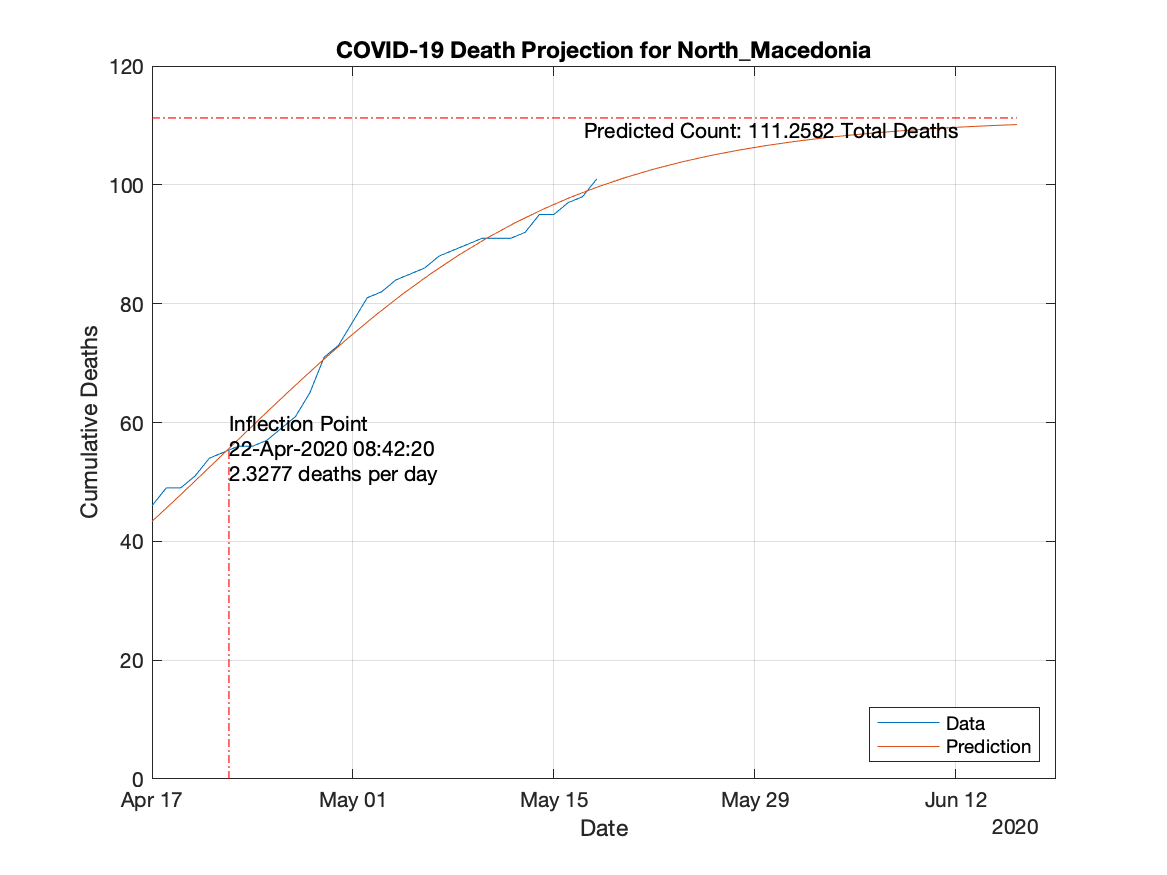 COVID-19 Death Projection for North_Macedonia
120
100
80
60
40
20
0
Cumulative Deaths
Predicted Count: 111.2582 Total Deaths
Inflection Point
22-Apr-2020 08:42:20
2.3277 deaths per day
Data
Prediction
Apr 17
May 01
May 15
May 29
Jun 12
Date
2020